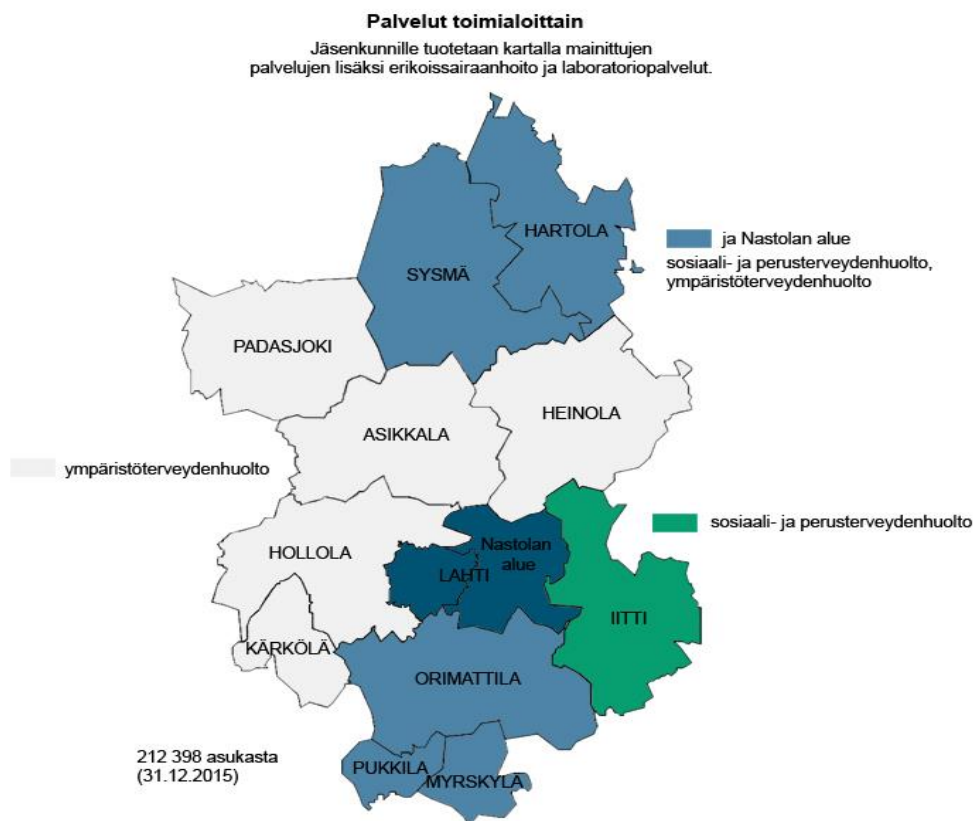 Palvelut toimialoittain
Jäsenkunnille tuotetaan kartalla mainittujen
palvelujen lisäksi erikoissairaanhoito ja laboratoriopalvelut.
HARTOLA
ja Nastolan alue
sosiaali- ja perusterveydenhuolto,
ympäristöterveydenhuolto
SYSMÄ
PADASJOKI
HEINOLA
ASIKKALA
ympäristöterveydenhuolto
sosiaali- ja perusterveydenhuolto
HOLLOLA
Nastolan
alue
LAHTI
IITTI
KÄRKÖLÄ
ORIMATTILA
212 398 asukasta
(31.12.2015)
PUKKILA
MYRSKYLÄ